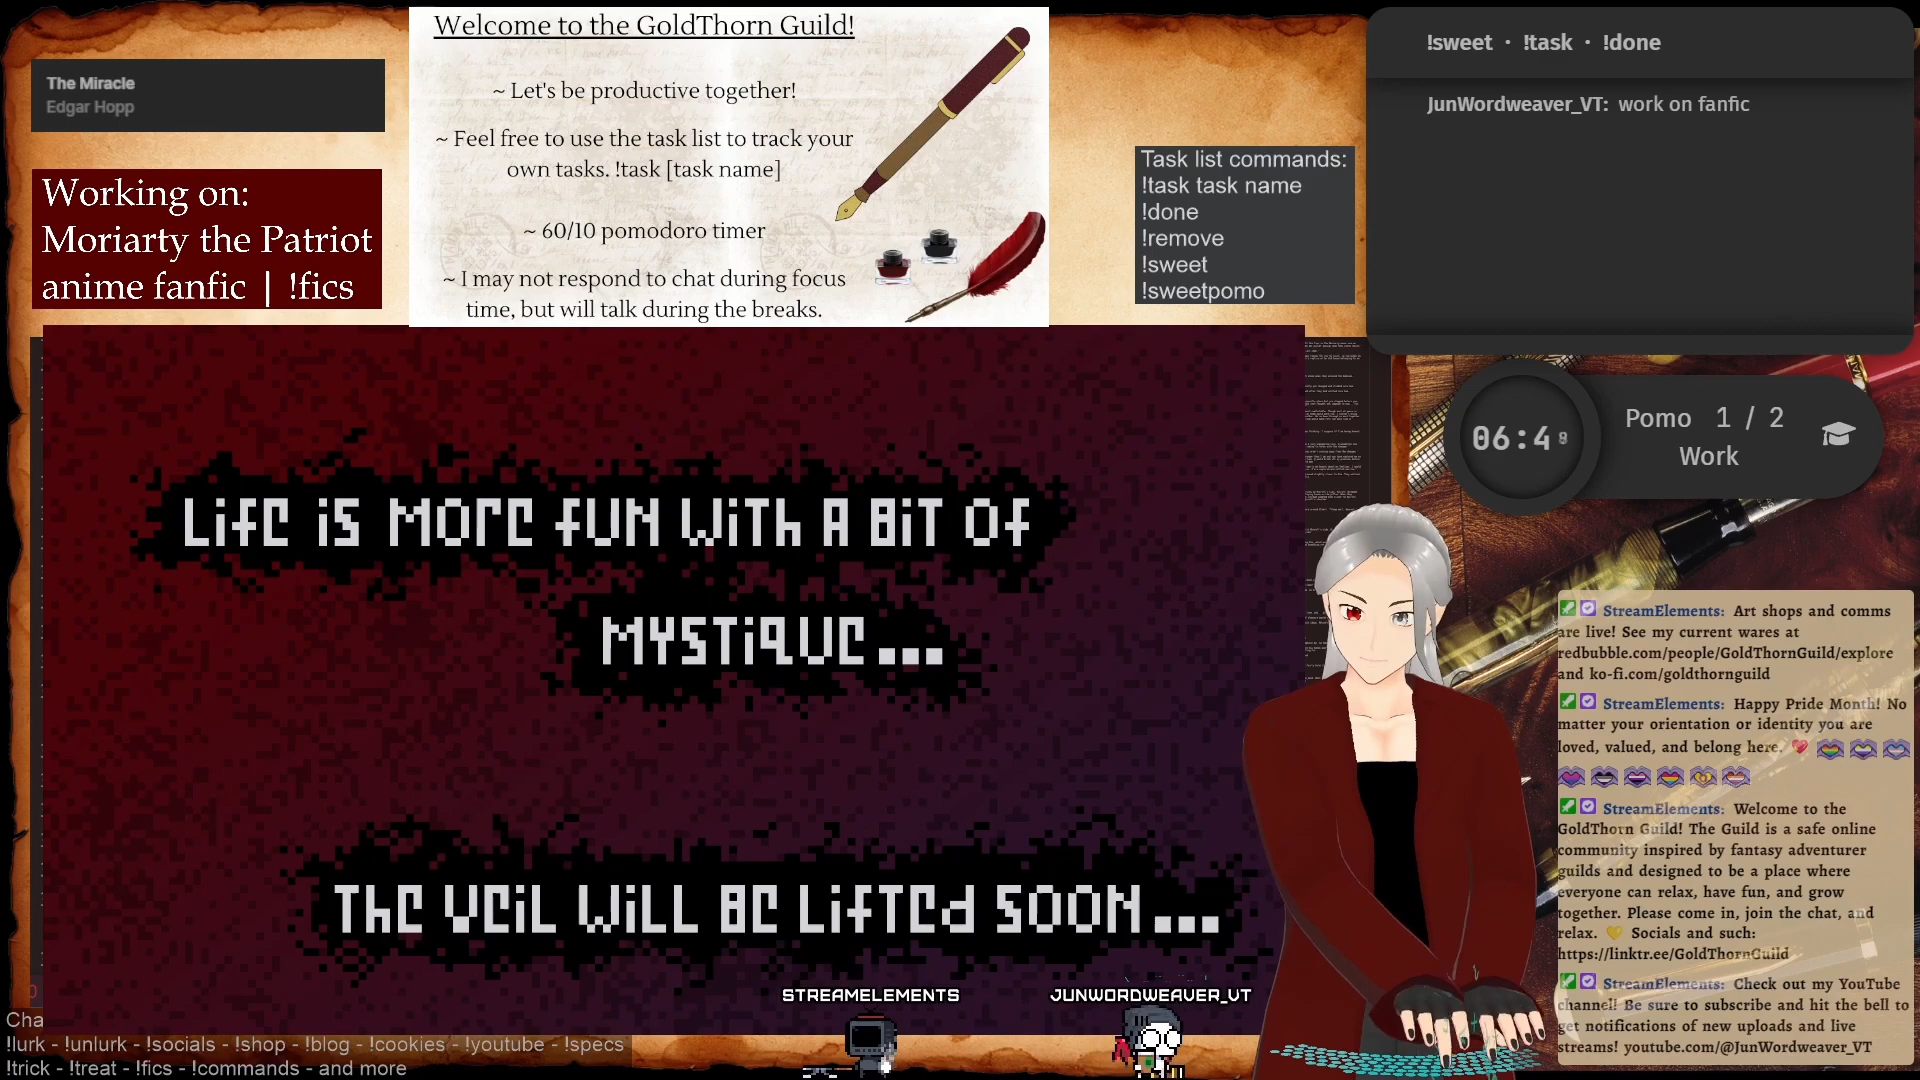 Welcome to the GoldThorn Guild!
~ Let's be productive together!
~ Feel free to use the task list to track your
own tasks. !task [task name]
~ 60/10 pomodoro timer
~ I may not respond to chat during focus
time, but will talk during the breaks.
The Miracle
Edgar Hopp
Working on:
Moriarty the Patriot
anime fanfic | !fics
Task list commands:
!task task name
!done
!remove
!sweet
!sweetpomo
!sweet · !task · !done
JunWordweaver_VT: work on fanfic
06:4
Pomo 1 / 2
Work
Life is more fun with a bit of
mystique...
The veil will be lifted soon...
STREAMELEMENTS
JUNWORDWEAVER_VT
StreamElements: Art shops and comms
are live! See my current wares at
redbubble.com/people/GoldThornGuild/explore
and ko-fi.com/goldthornguild
StreamElements: Happy Pride Month! No
matter your orientation or identity you are
loved, valued, and belong here.
StreamElements: Welcome to the
GoldThorn Guild! The Guild is a safe online
community inspired by fantasy adventurer
guilds and designed to be a place where
everyone can relax, have fun, and grow
together. Please come in, join the chat, and
relax. Socials and such:
https://linktr.ee/GoldThornGuild
StreamElements: Check out my YouTube
channel! Be sure to subscribe and hit the bell to
get notifications of new uploads and live
streams! youtube.com/@JunWordweaver_VT
Cha
!lurk - !unlurk - !socials - !shop - !blog - !cookies - !youtube - !specs
!trick - !treat - !fics - !commands - and more